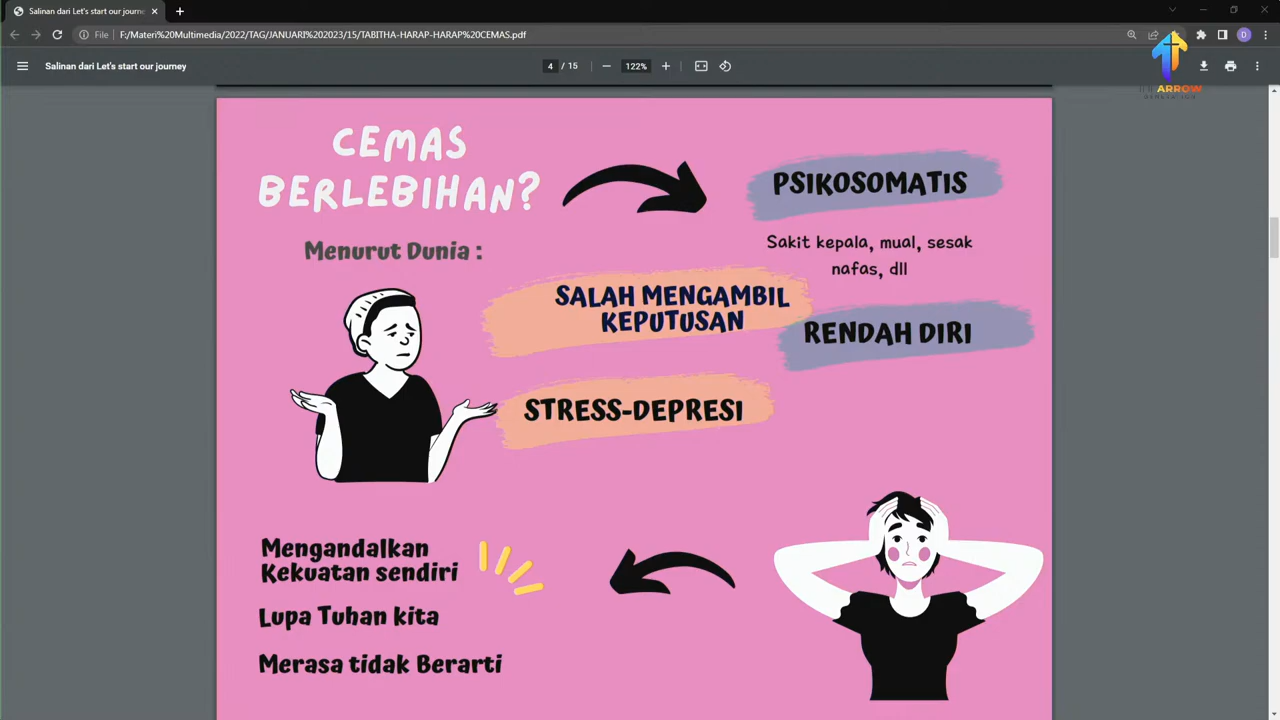 Salinan dari Let's start our journe
File
F:/Materi%20Multimedia/2022/TAG/JANUARI%202023/15/TABITHA-HARAP-HARAP%20CEMAS.pdf
D
Salinan dari Let's start our journey
4 / 15
122%
ARROW
CEMAS
BERLEBIHAN?
Menurut Dunia :
PSIKOSOMATIS
Sakit kepala, mual, sesak
nafas, dll
SALAH MENGAMBIL
KEPUTUSAN
RENDAH DIRI
STRESS-DEPRESI
Mengandalkan
Kekuatan sendiri
Lupa Tuhan kita
Merasa tidak Berarti